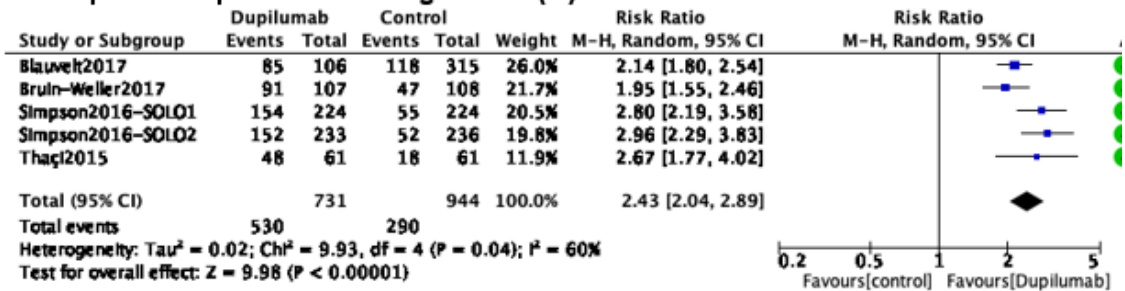 Dupilumab Control Risk Ratio Risk Ratio
Study or Subgroup Events Total Events Total Weight M-H, Random, 95% CI M-H, Random, 95% CI
Blauvelt2017 85 106 118 315 26.0% 2.14 [1.80, 2.54]
Bruin-Weller2017 91 107 47 108 21.7% 1.95 [1.55, 2.46]
Simpson2016-SOLO1 154 224 55 224 20.5% 2.80 [2.19, 3.58]
Simpson2016-SOLO2 152 233 52 236 19.8% 2.96 [2.29, 3.83]
Thaçi2015 48 61 18 61 11.9% 2.67 [1.77, 4.02]
Total (95% CI) 731 944 100.0% 2.43 [2.04, 2.89]
Total events 530 290
Heterogeneity: Tau² = 0.02; Chi² = 9.93, df = 4 (P = 0.04); I² = 60%
Test for overall effect: Z = 9.98 (P < 0.00001)
0.2 0.5 1 2 5
Favours[control] Favours[Dupilumab]